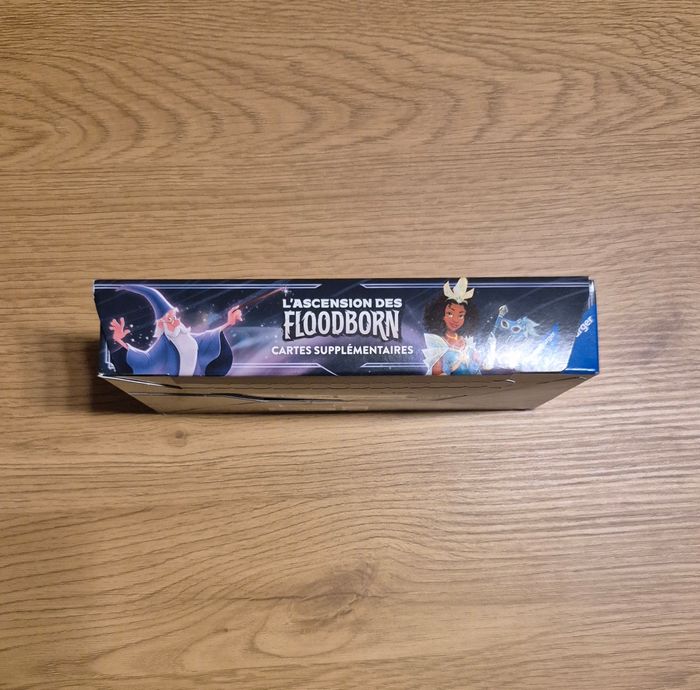 L'ASCENSION DES
FLOODBORN
CARTES SUPPLÉMENTAIRES